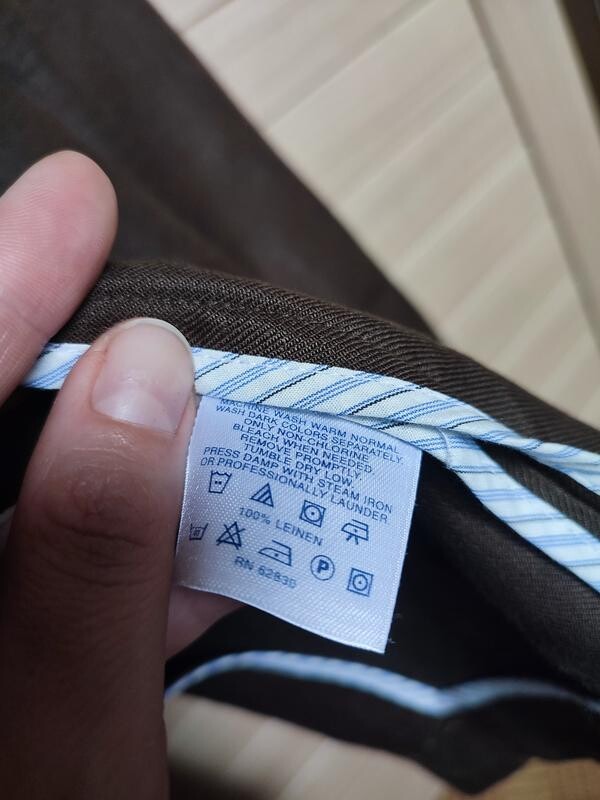 MACHINE WASH WARM NORMAL
WASH DARK COLORS SEPARATELY.
ONLY NON-CHLORINE
BLEACH WHEN NEEDED.
REMOVE PROMPTLY
TUMBLE DRY LOW
PRESS DAMP WITH STEAM IRON
OR PROFESSIONALLY LAUNDER
100% LEINEN
P
RN 62839